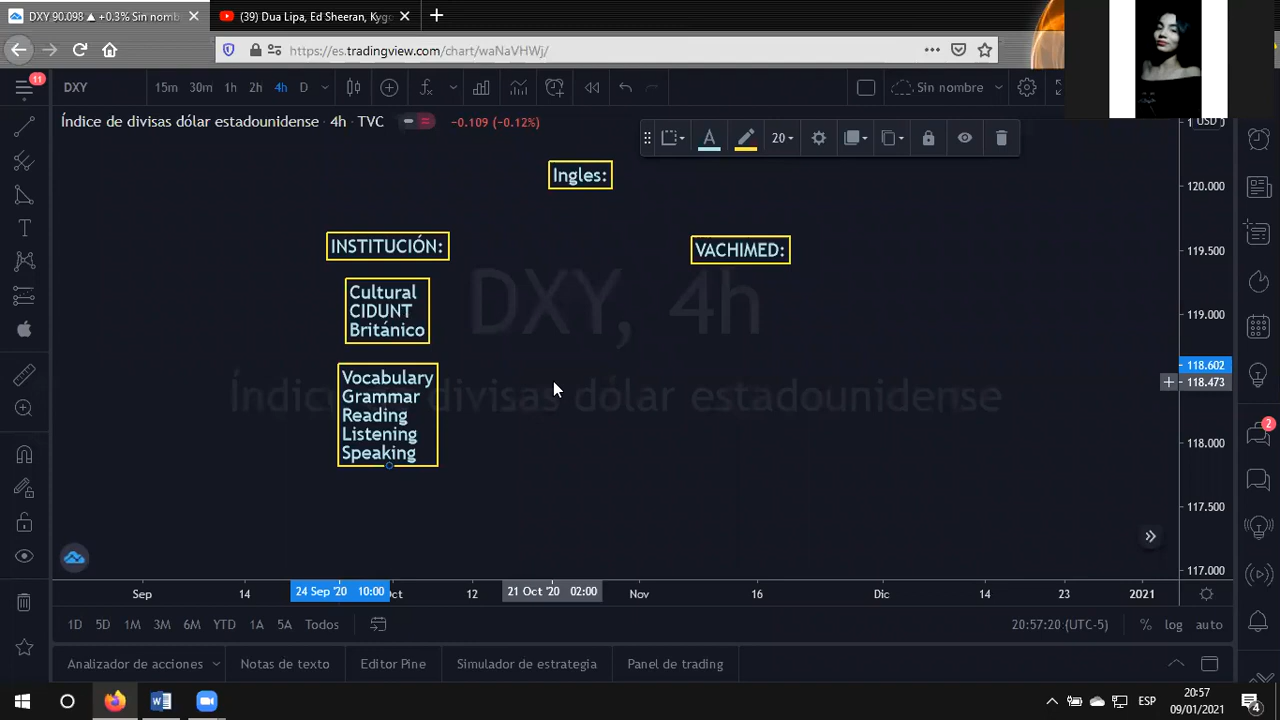 DXY 90.098 ▲ +0.3% Sin nomb
(39) Dua Lipa, Ed Sheeran, Kygo
https://es.tradingview.com/chart/waNaVHWj/
11
DXY 15m 30m 1h 2h 4h D
Sin nombre
Índice de divisas dólar estadounidense · 4h · TVC −0.109 (−0.12%)
20
Ingles:
120.000
INSTITUCIÓN:
VACHIMED:
119.500
Cultural
CIDUNT
Británico
DXY, 4h
119.000
Índice de divisas dólar estadounidense
118.602
118.473
Vocabulary
Grammar
Reading
Listening
Speaking
2
118.000
117.500
117.000
Sep 14 24 Sep '20 10:00 Oct 12 21 Oct '20 02:00 Nov 16 Dic 14 23 2021
1D 5D 1M 3M 6M YTD 1A 5A Todos
20:57:20 (UTC-5) % log auto
Analizador de acciones Notas de texto Editor Pine Simulador de estrategia Panel de trading
ESP
20:57
09/01/2021
4